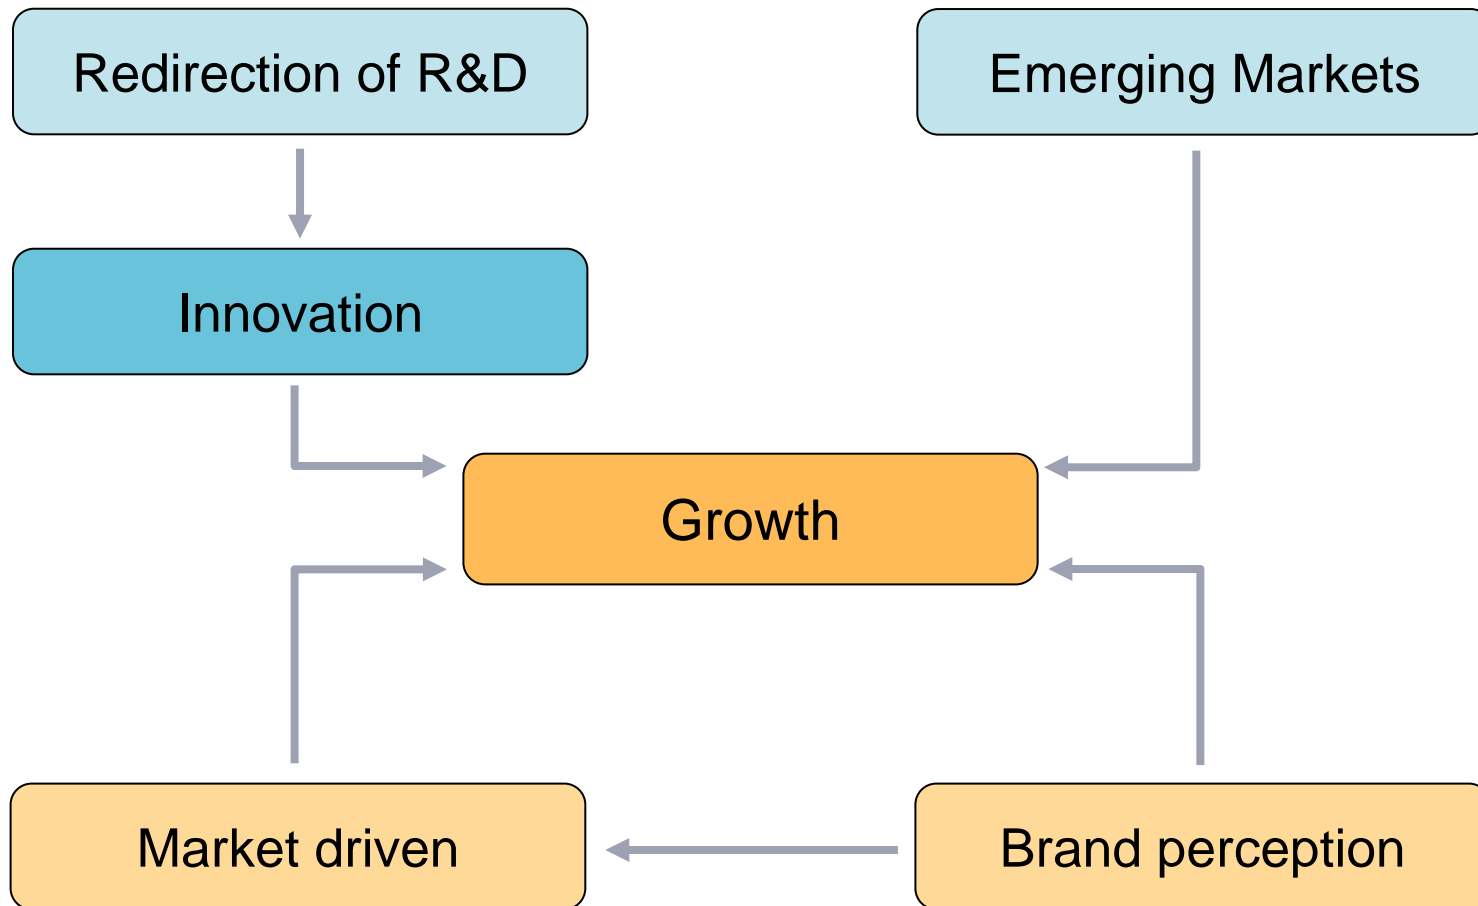 Redirection of R&D
Emerging Markets
Innovation
Growth
Market driven
Brand perception